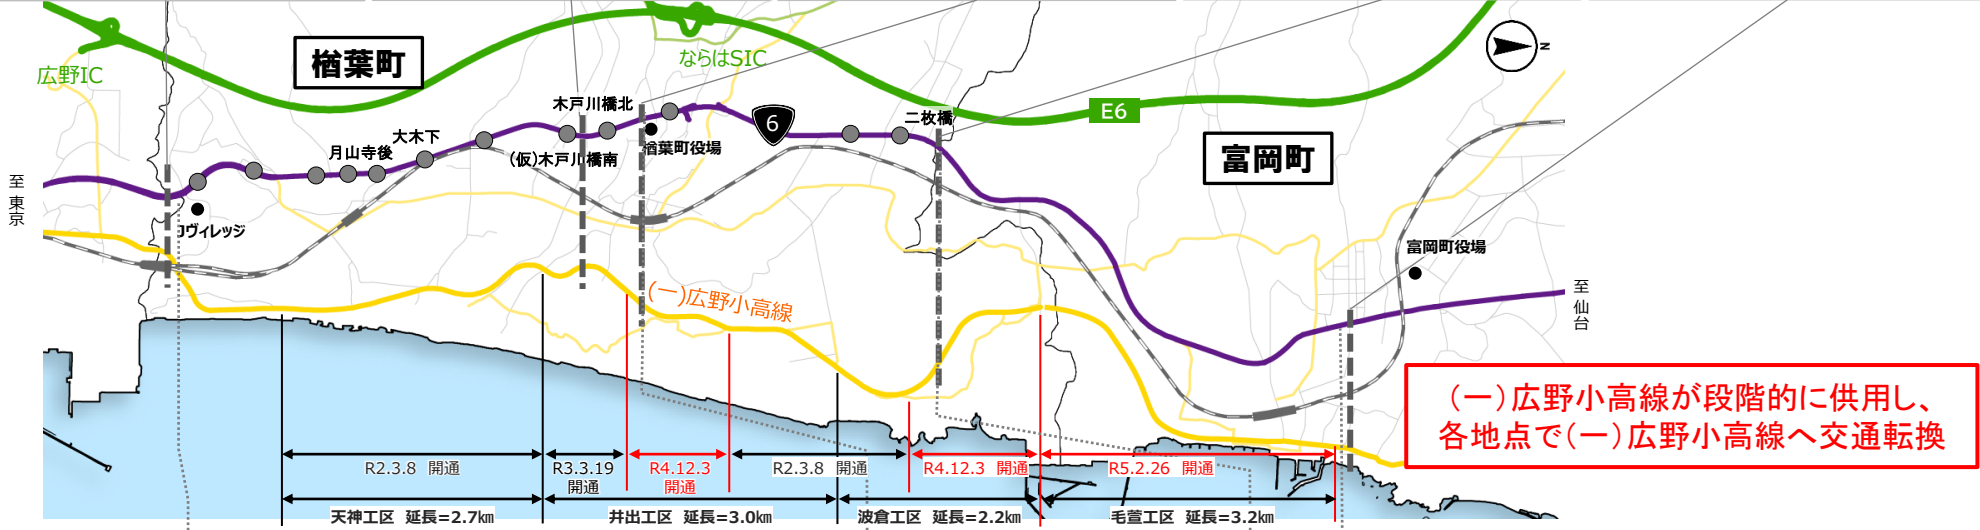 広野IC
楢葉町
ならはSIC
N
木戸川橋北
6
二枚橋
E6
富岡町
大木下
月山寺後
(仮)木戸川橋南
楢葉町役場
至 東京
Jヴィレッジ
富岡町役場
至 仙台
(一)広野小高線
(一)広野小高線が段階的に供用し、
各地点で(一)広野小高線へ交通転換
R2.3.8 開通
R3.3.19
開通
R4.12.3
開通
R2.3.8 開通
R4.12.3 開通
R5.2.26 開通
天神工区 延長=2.7㎞
井出工区 延長=3.0㎞
波倉工区 延長=2.2㎞
毛萱工区 延長=3.2㎞